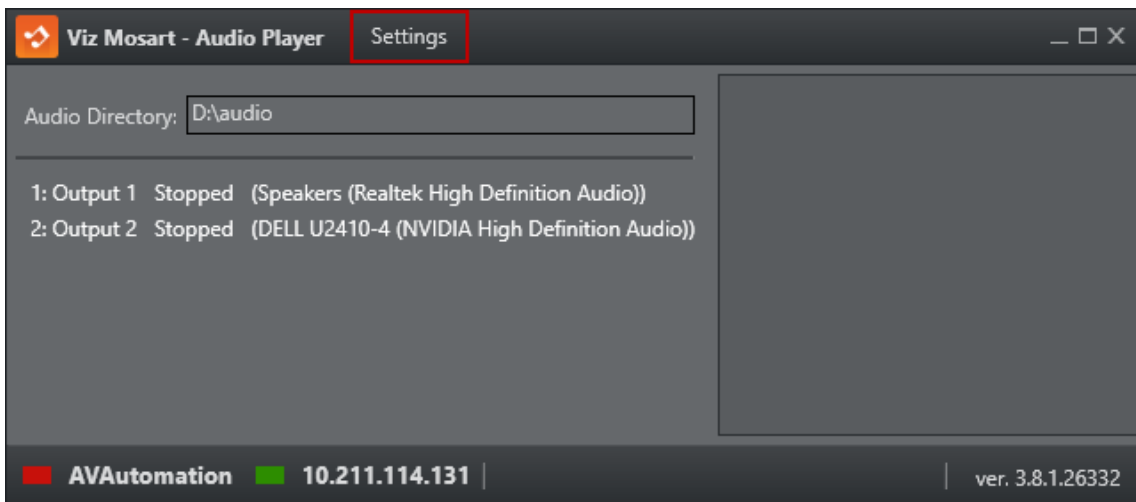 Viz Mosart - Audio Player Settings
Audio Directory: D:\audio
1: Output 1 Stopped (Speakers (Realtek High Definition Audio))
2: Output 2 Stopped (DELL U2410-4 (NVIDIA High Definition Audio))
AVAutomation 10.211.114.131 ver. 3.8.1.26332